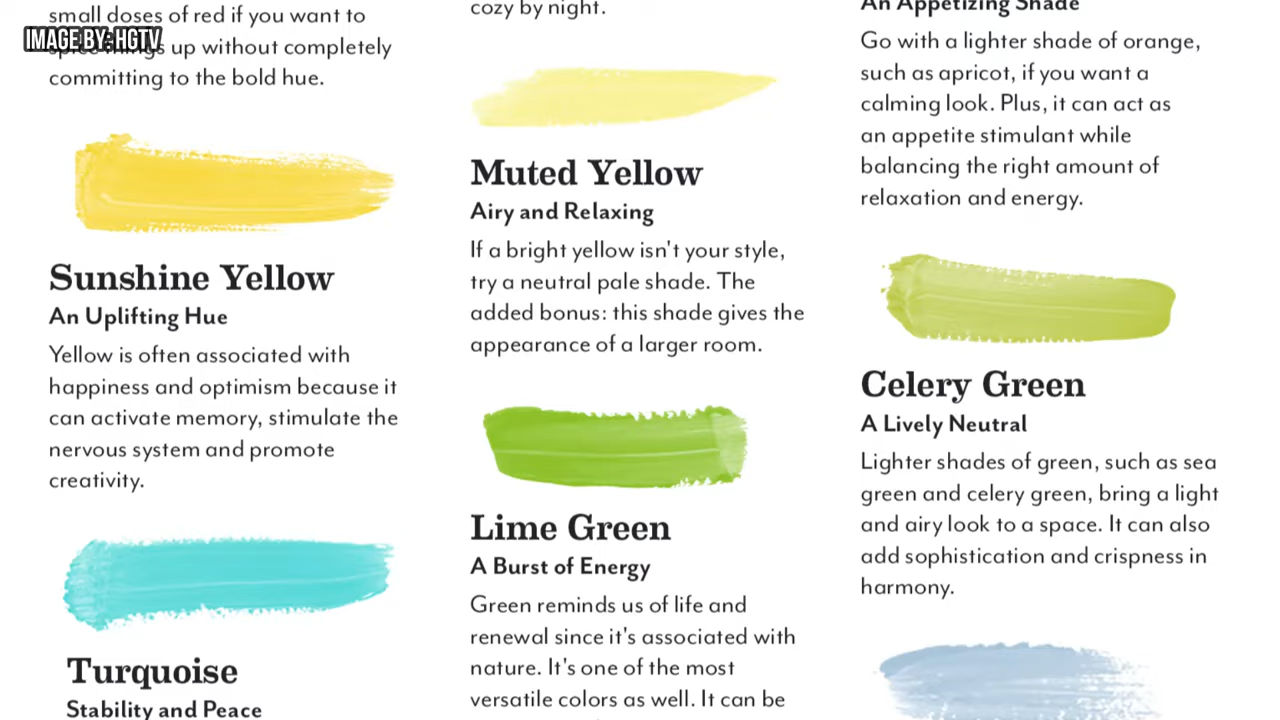 small doses of red if you want to
IMAGE BY: HGTV
up without completely
committing to the bold hue.
Sunshine Yellow
An Uplifting Hue
Yellow is often associated with
happiness and optimism because it
can activate memory, stimulate the
nervous system and promote
creativity.
Turquoise
Stability and Peace
cozy by night.
Muted Yellow
Airy and Relaxing
If a bright yellow isn't your style,
try a neutral pale shade. The
added bonus: this shade gives the
appearance of a larger room.
Lime Green
A Burst of Energy
Green reminds us of life and
renewal since it's associated with
nature. It's one of the most
versatile colors as well. It can be
An Appetizing Shade
Go with a lighter shade of orange,
such as apricot, if you want a
calming look. Plus, it can act as
an appetite stimulant while
balancing the right amount of
relaxation and energy.
Celery Green
A Lively Neutral
Lighter shades of green, such as sea
green and celery green, bring a light
and airy look to a space. It can also
add sophistication and crispness in
harmony.